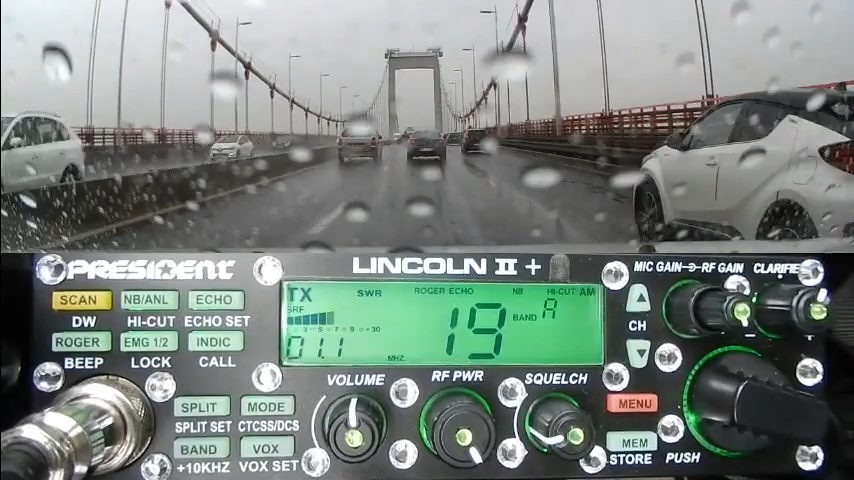 PRESIDENT
LINCOLN II +
MIC GAIN RF GAIN CLARIFIER
SCAN NB/ANL ECHO
DW HI-CUT ECHO SET
ROGER EMG 1/2 INDIC
BEEP LOCK CALL
TX SWR ROGER ECHO NB HI-CUT AM
SRF
19 BAND A
01.1 MHZ
CH
VOLUME RF PWR SQUELCH
SPLIT MODE
SPLIT SET CTCSS/DCS
BAND VOX
+10KHZ VOX SET
MENU
MEM
STORE PUSH